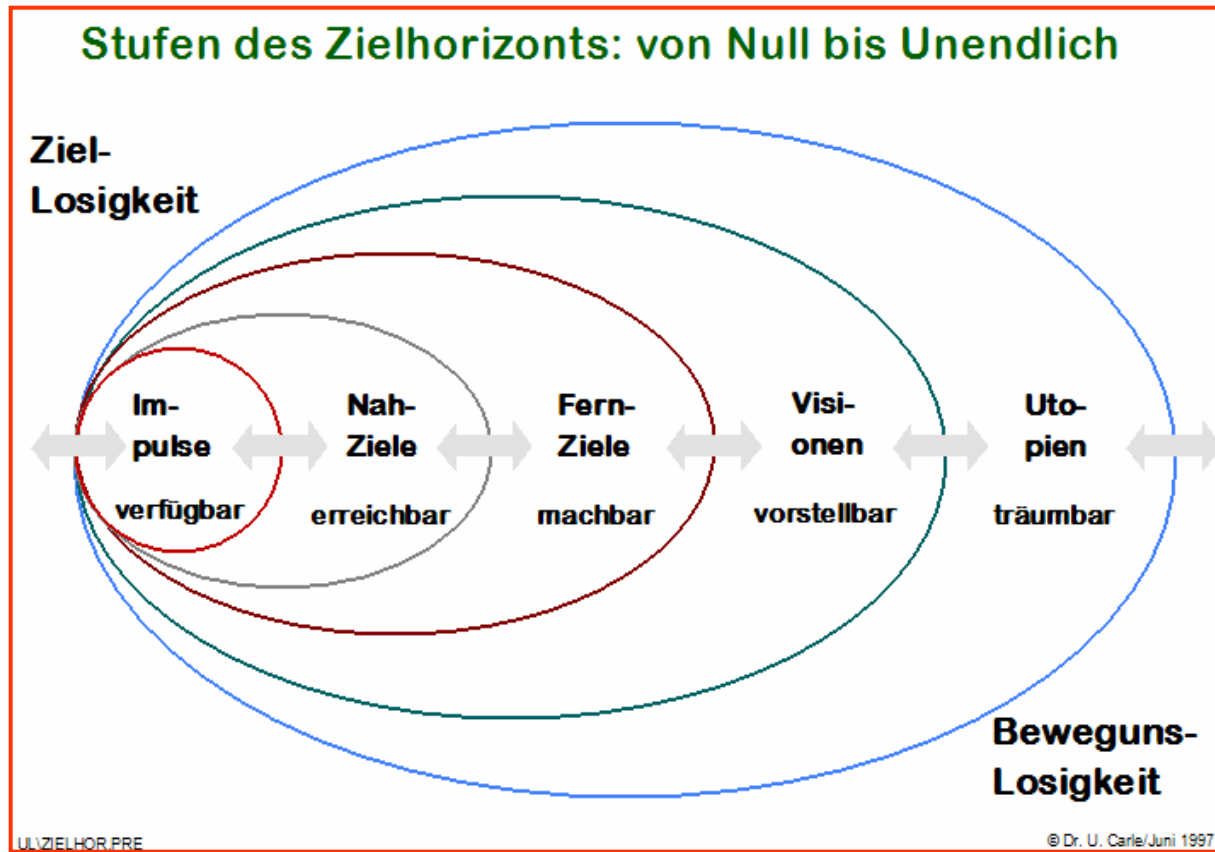 Stufen des Zielhorizonts: von Null bis Unendlich
Ziel-
Losigkeit
Im-
pulse
verfügbar
Nah-
Ziele
erreichbar
Fern-
Ziele
machbar
Visi-
onen
vorstellbar
Uto-
pien
träumbar
Beweguns-
Losigkeit
UL\ZIELHOR.PRE
© Dr. U. Carle/Juni 1997